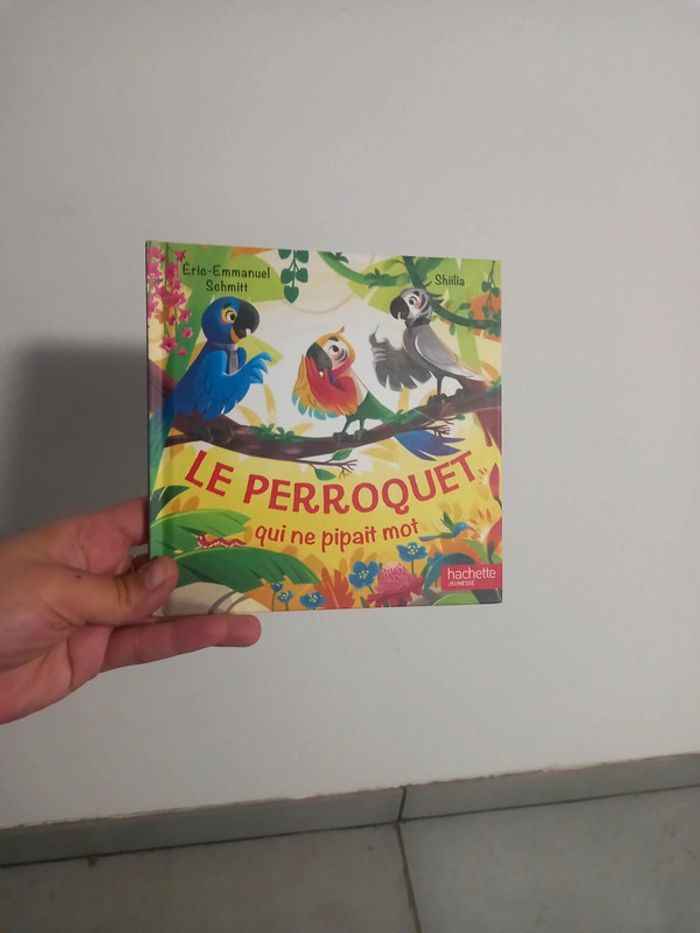 Éric-Emmanuel
Schmitt
Shiilia
LE PERROQUET
qui ne pipait mot
hachette
JEUNESSE